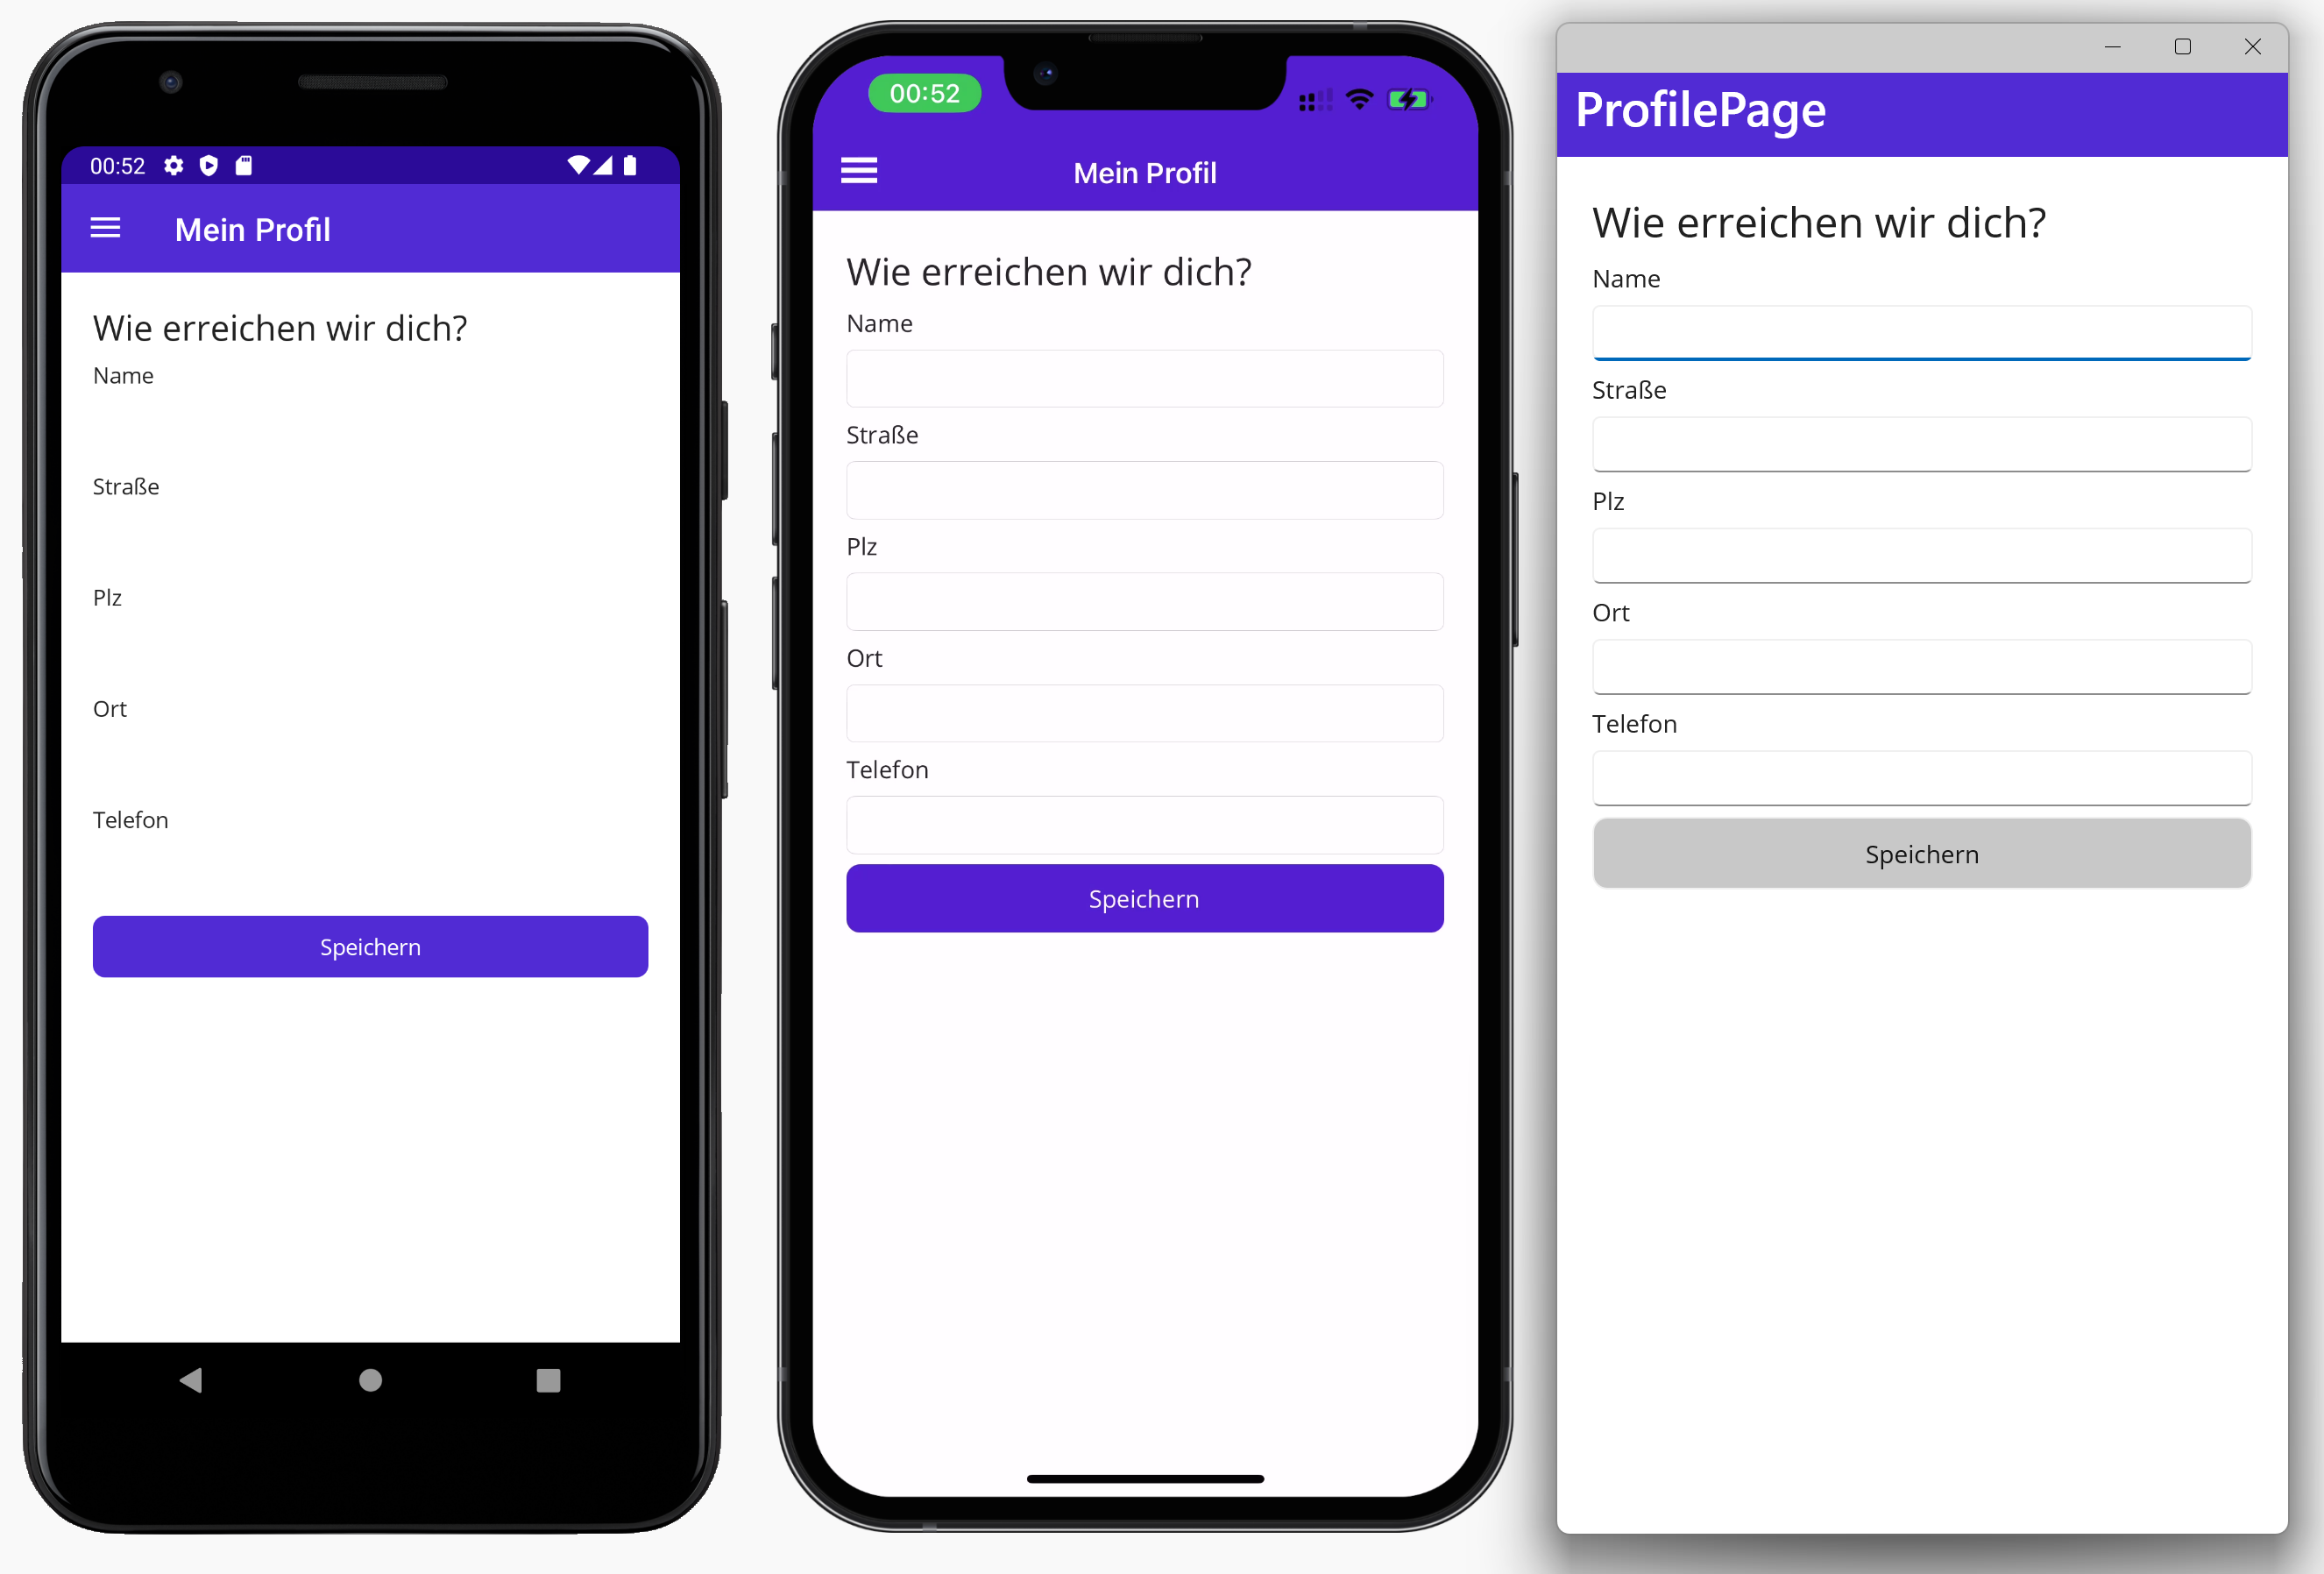 00:52
Mein Profil
Wie erreichen wir dich?
Name
Straße
Plz
Ort
Telefon
Speichern
00:52
Mein Profil
Wie erreichen wir dich?
Name
Straße
Plz
Ort
Telefon
Speichern
ProfilePage
Wie erreichen wir dich?
Name
Straße
Plz
Ort
Telefon
Speichern